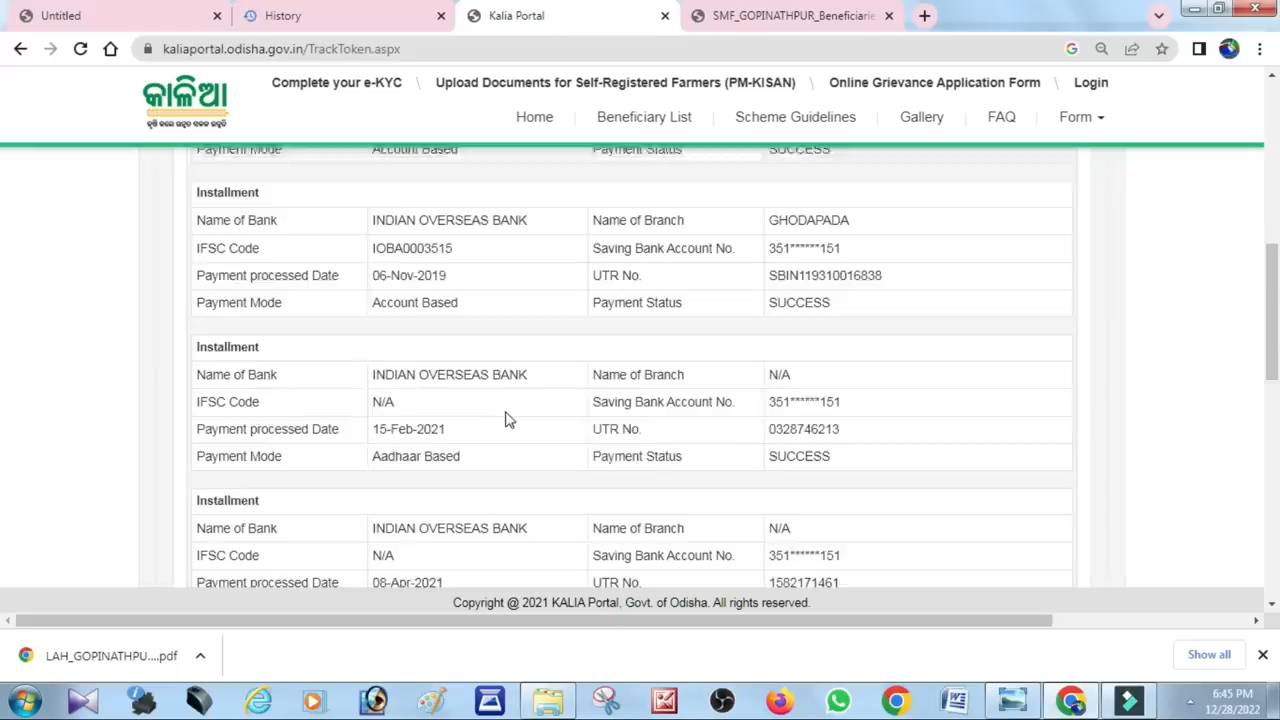 Untitled
History
Kalia Portal
SMF_GOPINATHPUR_Beneficiarie
kaliaportal.odisha.gov.in/TrackToken.aspx
କାଳିଆ
Complete your e-KYC \ Upload Documents for Self-Registered Farmers (PM-KISAN) \ Online Grievance Application Form \ Login
Home Beneficiary List Scheme Guidelines Gallery FAQ Form
Payment Mode Account Based Payment Status SUCCESS
Installment
Name of Bank INDIAN OVERSEAS BANK Name of Branch GHODAPADA
IFSC Code IOBA0003515 Saving Bank Account No. 351******151
Payment processed Date 06-Nov-2019 UTR No. SBIN119310016838
Payment Mode Account Based Payment Status SUCCESS
Installment
Name of Bank INDIAN OVERSEAS BANK Name of Branch N/A
IFSC Code N/A Saving Bank Account No. 351******151
Payment processed Date 15-Feb-2021 UTR No. 0328746213
Payment Mode Aadhaar Based Payment Status SUCCESS
Installment
Name of Bank INDIAN OVERSEAS BANK Name of Branch N/A
IFSC Code N/A Saving Bank Account No. 351******151
Payment processed Date 08-Apr-2021 UTR No. 1582171461
Copyright @ 2021 KALIA Portal, Govt. of Odisha. All rights reserved.
LAH_GOPINATHPU....pdf
Show all
6:45 PM
12/28/2022